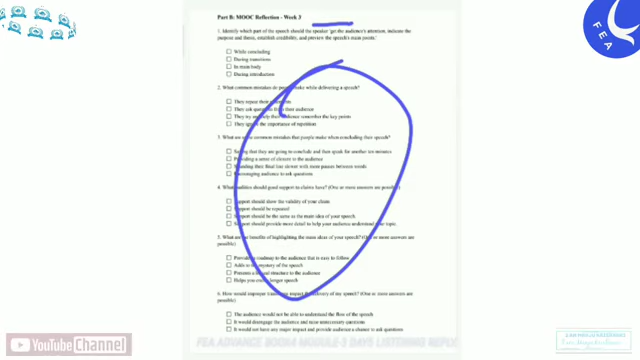 Part B: MOOC Reflection - Week 3
1. Identify which part of the speech should the speaker 'get the audience's attention, indicate
the purpose and thesis, establish credibility, and preview the speech's main points.'
While concluding
During transitions
In main body
During introduction
2. What common mistakes do people make while delivering a speech?
They repeat their
They ask questions from their audience
They try and help their audience remember the key points
They ignore the importance of repetition
3. What are some common mistakes that people make when concluding their speech?
Saying that they are going to conclude and then speak for another ten minutes
Providing a sense of closure to the audience
Speaking their final line slower with more pauses between words
Encouraging audience to ask questions
4. What condition should good support to claims have? (One or more answers are possible)
Support should show the validity of your claim
Support should be repeated
Support should be the same as the main idea of your speech.
Support should provide more detail to help your audience understand your topic.
5. What are the benefits of highlighting the main ideas of your speech? (One or more answers are
possible)
Provides a roadmap to the audience that is easy to follow
Adds to the mystery of the speech
Presents a logical structure to the audience
Helps you create longer speech
6. How would improper transitions impact the delivery of my speech? (One or more answers are
possible)
The audience would not be able to understand the flow of the speech
It would disengage the audience and raise unnecessary questions
It would not have any major impact and provide audience a chance to ask questions
FEA
YouTube Channel
FEA ADVANCE BOOK4 MODULE-3 DAY5 LISTENING REFLE